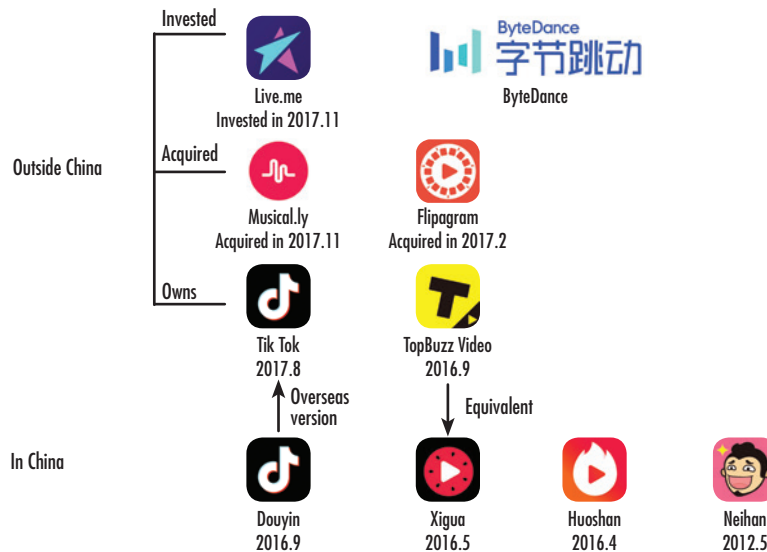 Invested
ByteDance
字节跳动
Live.me
Invested in 2017.11
ByteDance
Outside China
Acquired
Musical.ly
Acquired in 2017.11
Flipagram
Acquired in 2017.2
Owns
Tik Tok
2017.8
TopBuzz Video
2016.9
Overseas
version
Equivalent
In China
Douyin
2016.9
Xigua
2016.5
Huoshan
2016.4
Neihan
2012.5